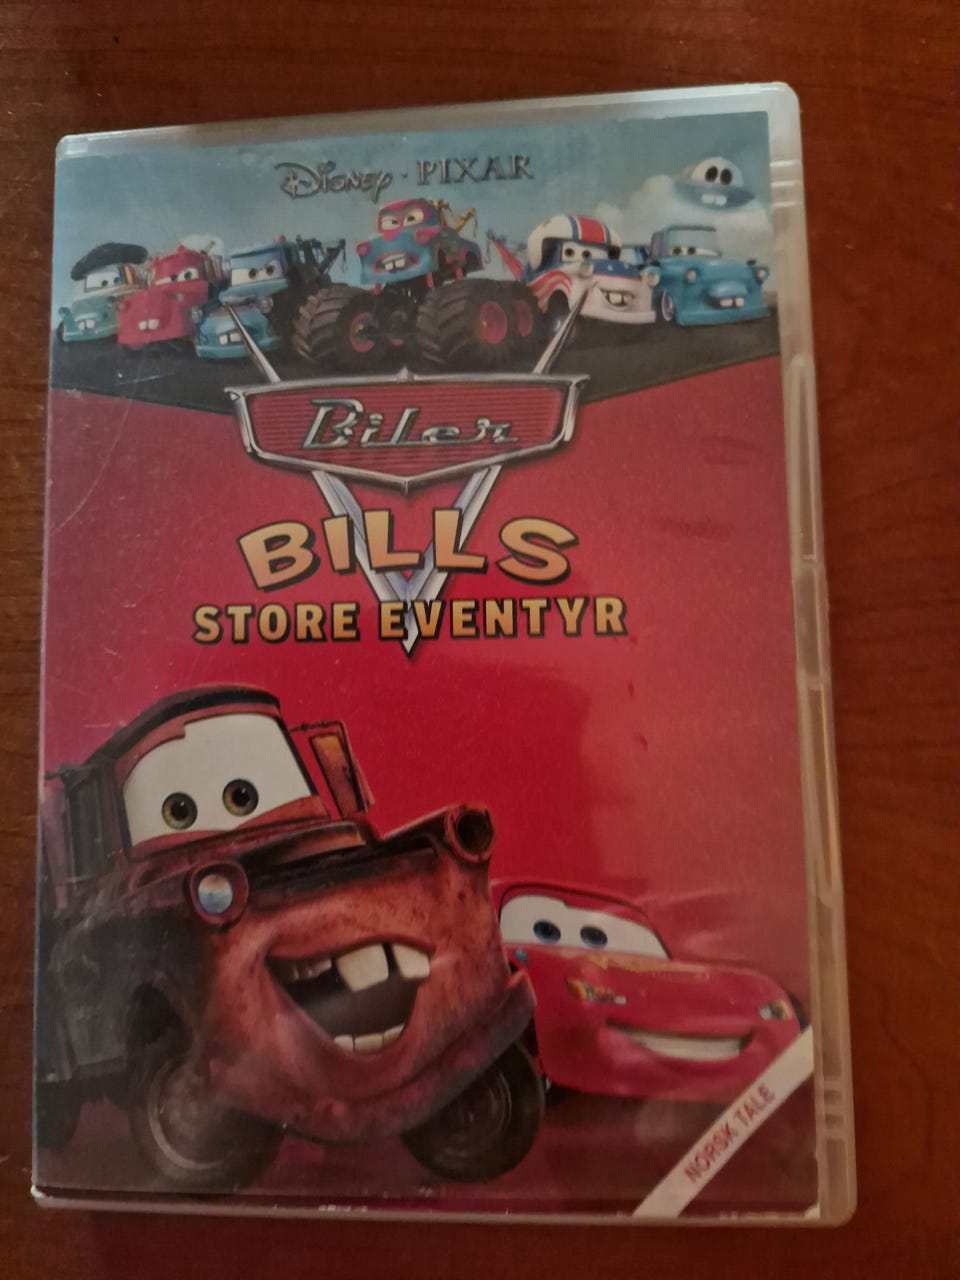 Disney · PIXAR
Biler
BILLS
STORE EVENTYR
NORSK TALE